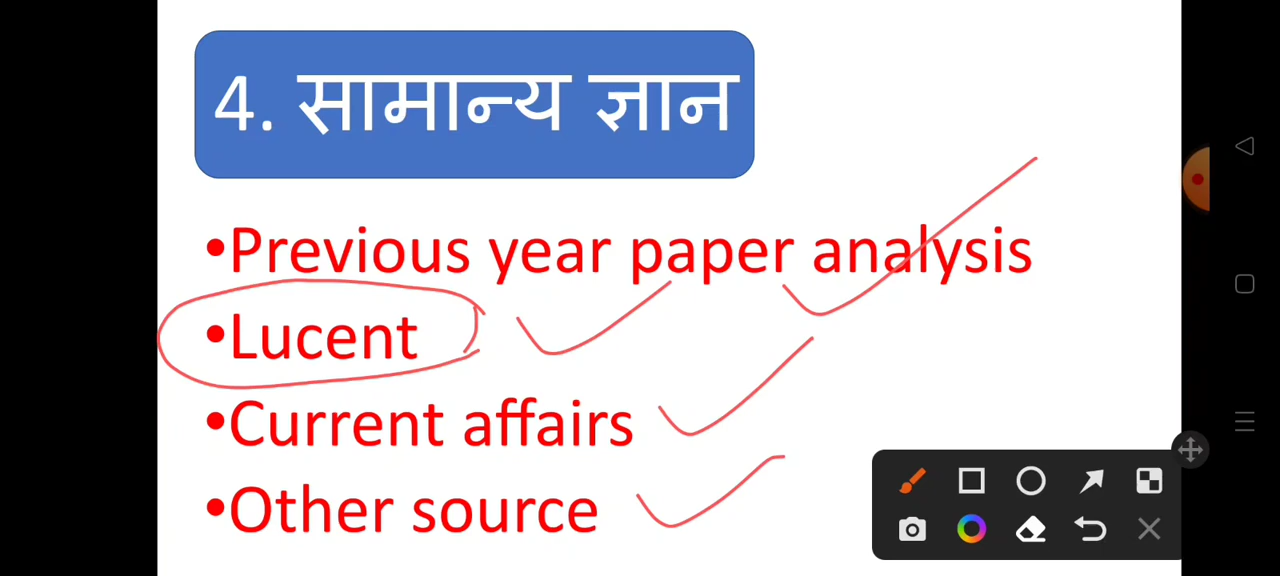 4. सामान्य ज्ञान
•Previous year paper analysis
•Lucent
•Current affairs
•Other source